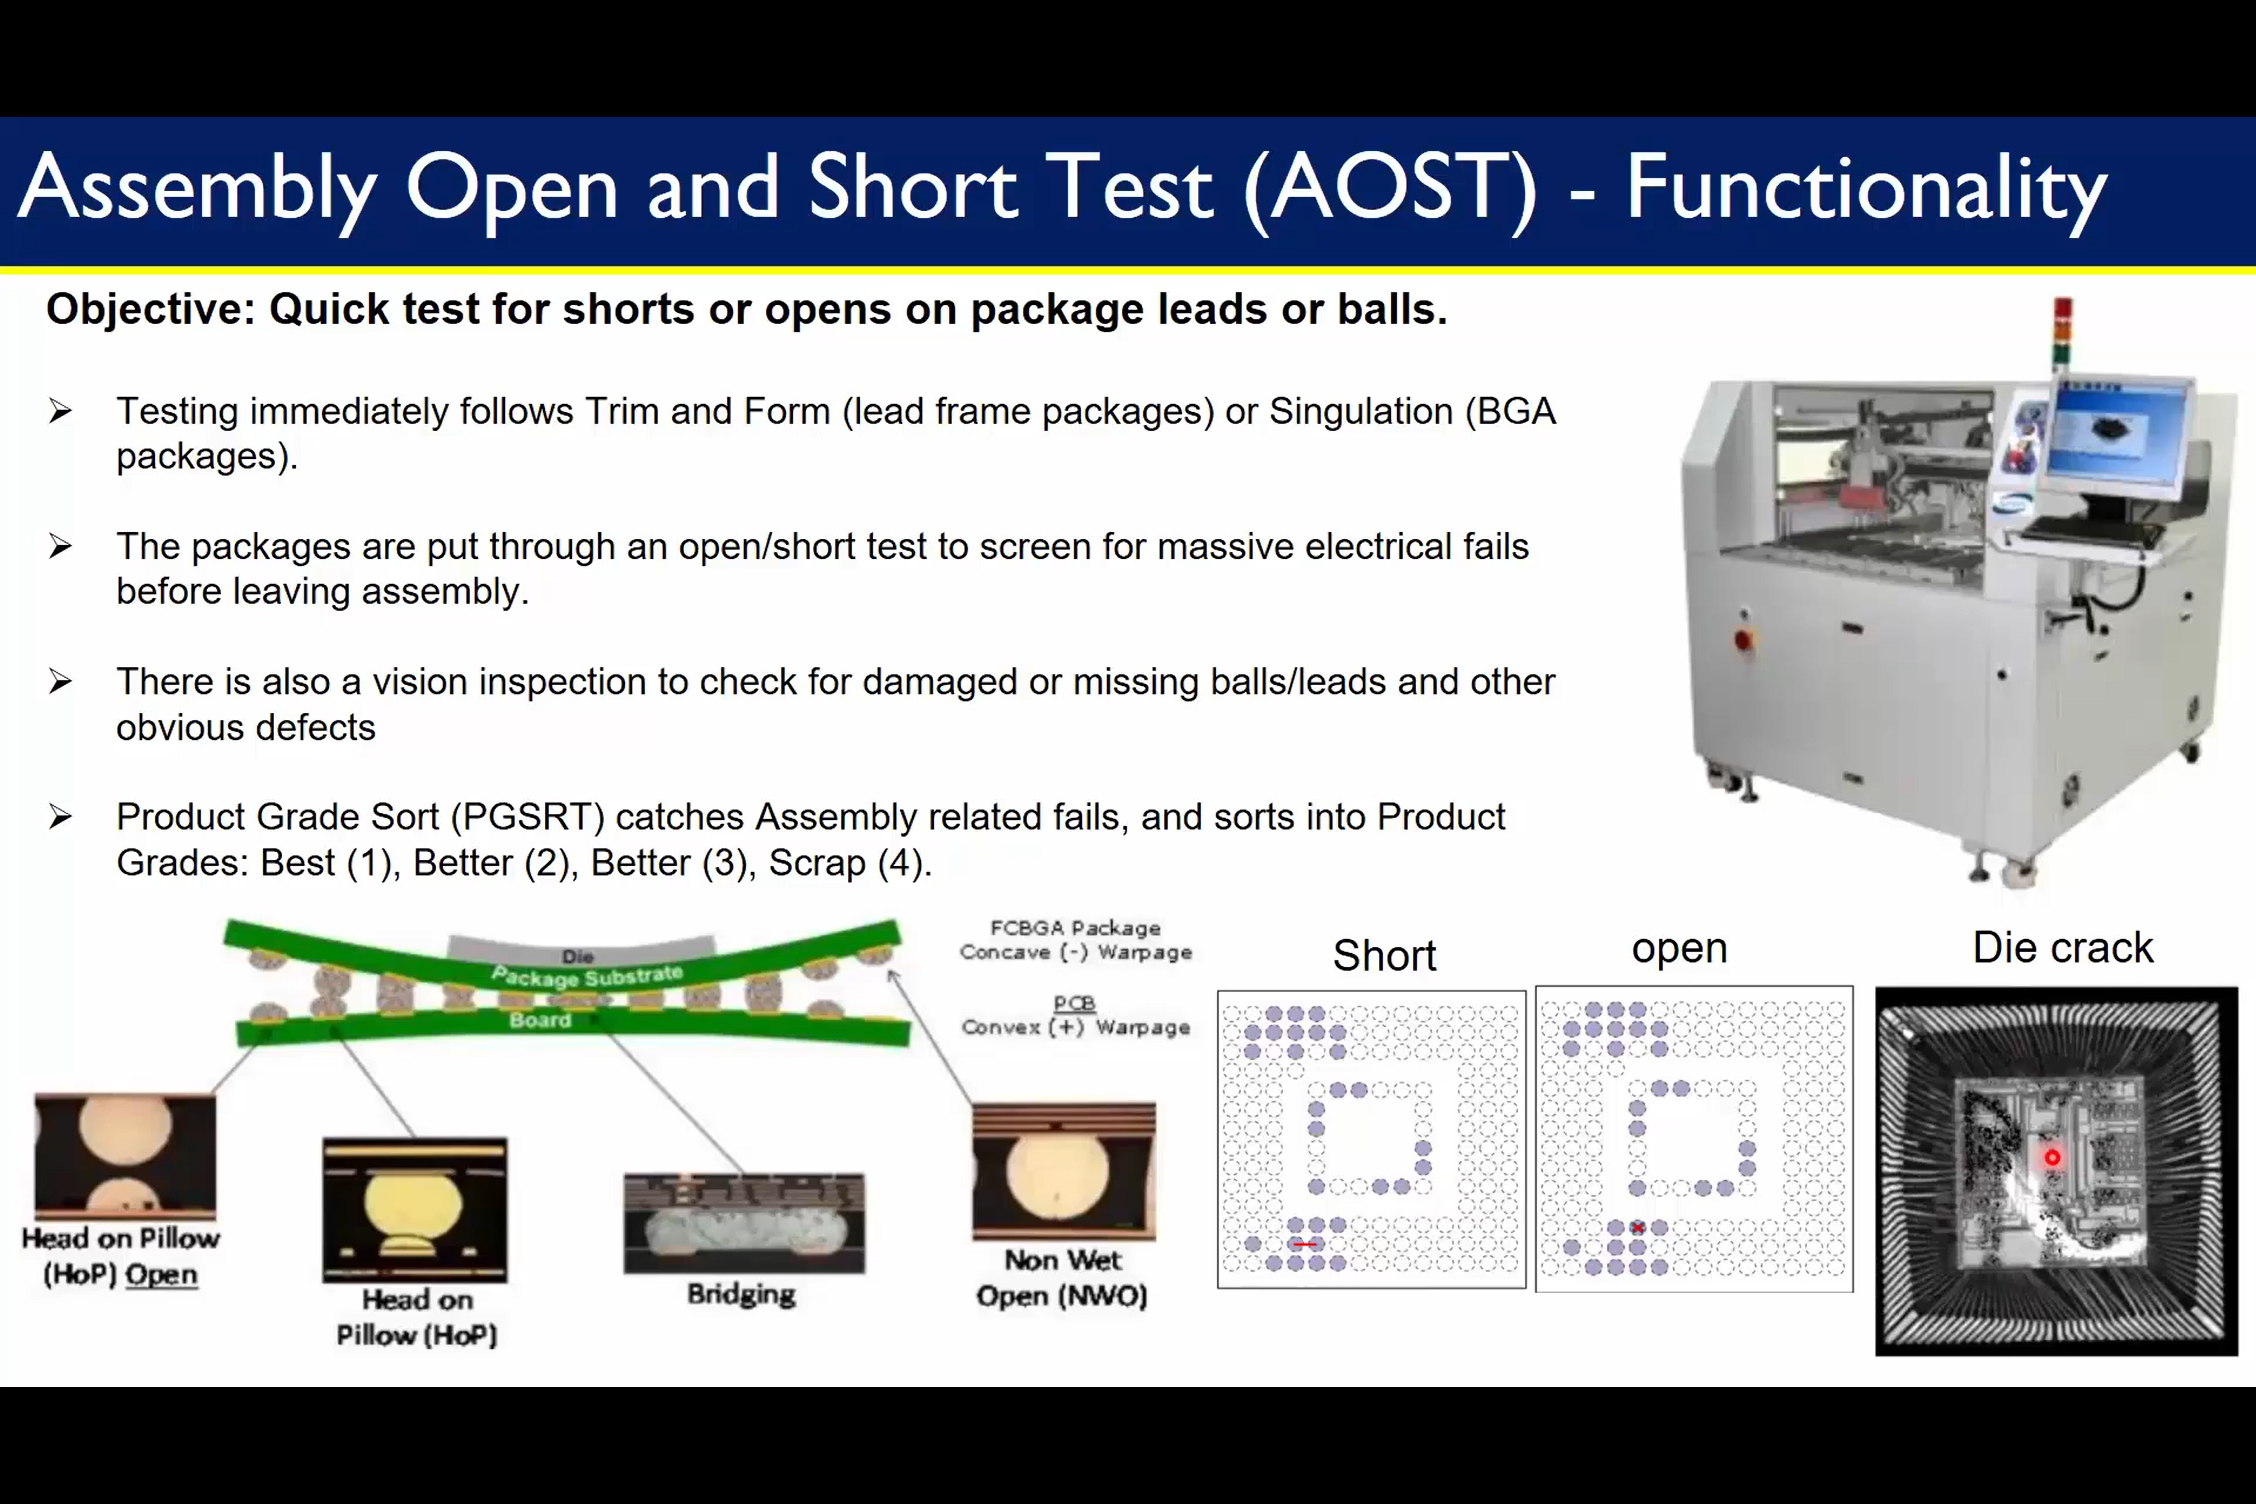 Assembly Open and Short Test (AOST) - Functionality
Objective: Quick test for shorts or opens on package leads or balls.
➢ Testing immediately follows Trim and Form (lead frame packages) or Singulation (BGA
packages).
➢ The packages are put through an open/short test to screen for massive electrical fails
before leaving assembly.
➢ There is also a vision inspection to check for damaged or missing balls/leads and other
obvious defects
➢ Product Grade Sort (PGSRT) catches Assembly related fails, and sorts into Product
Grades: Best (1), Better (2), Better (3), Scrap (4).
Die
Package Substrate
Board
FCBGA Package
Concave (-) Warpage
PCB
Convex (+) Warpage
Head on Pillow
(HoP) Open
Head on
Pillow (HoP)
Bridging
Non Wet
Open (NWO)
Short
open
Die crack